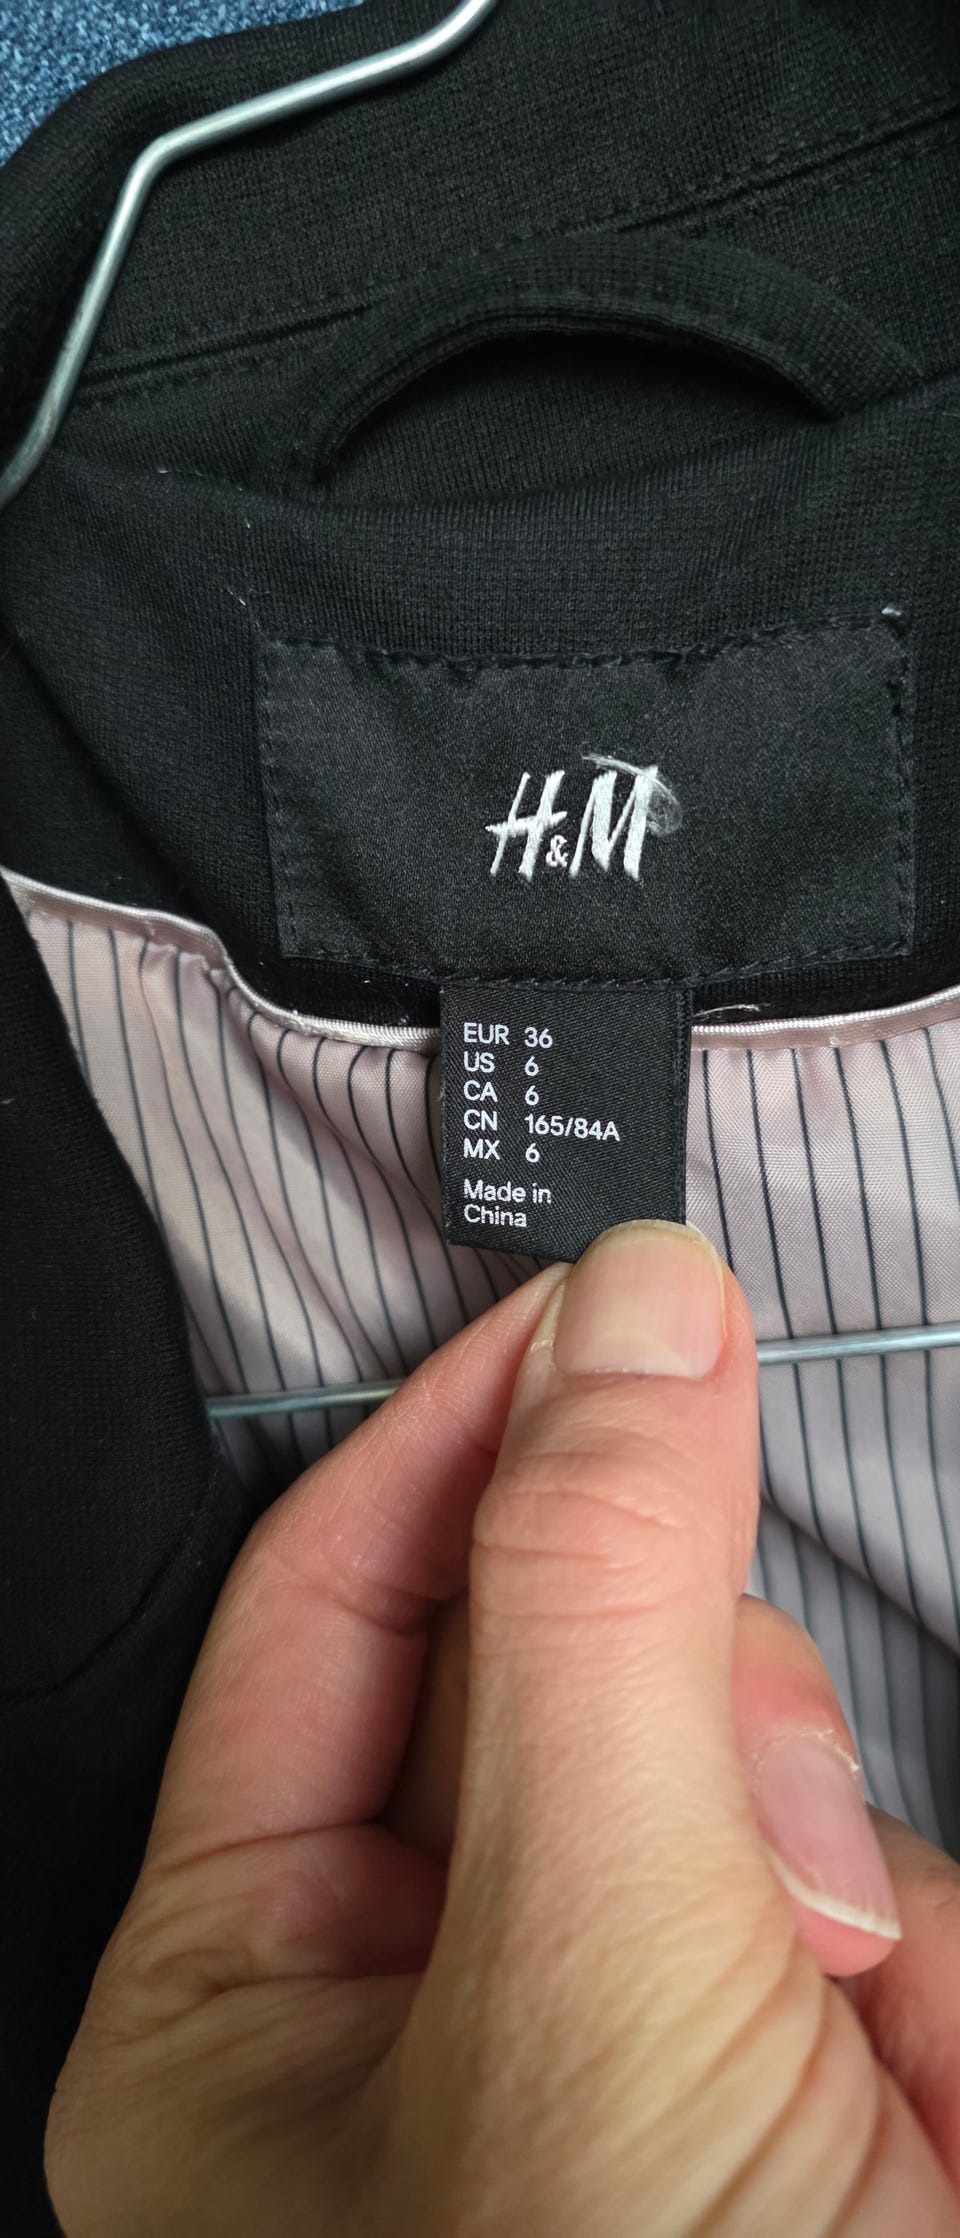 H&M
EUR 36
US 6
CA 6
CN 165/84A
MX 6
Made in
China